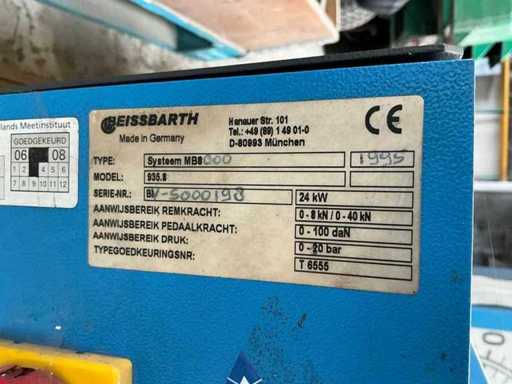 lands Meetinstituut
GOEDGEKEURD
06 08
1 7
2 8
3 9
4 10
5 11
6 12
BEISSBARTH
Made in Germany
Hanauer Str. 101
Tel.: +49 (89) 1 49 01-0
D-80993 München
CE
TYPE: Systeem MB8000 1995
MODEL: 935.8
SERIE-NR.: BV-5000198 24 kW
AANWIJSBEREIK REMKRACHT: 0 - 8 kN / 0 - 40 kN
AANWIJSBEREIK PEDAALKRACHT: 0 - 100 daN
AANWIJSBEREIK DRUK: 0 - 20 bar
TYPEGOEDKEURINGSNR: T 6555